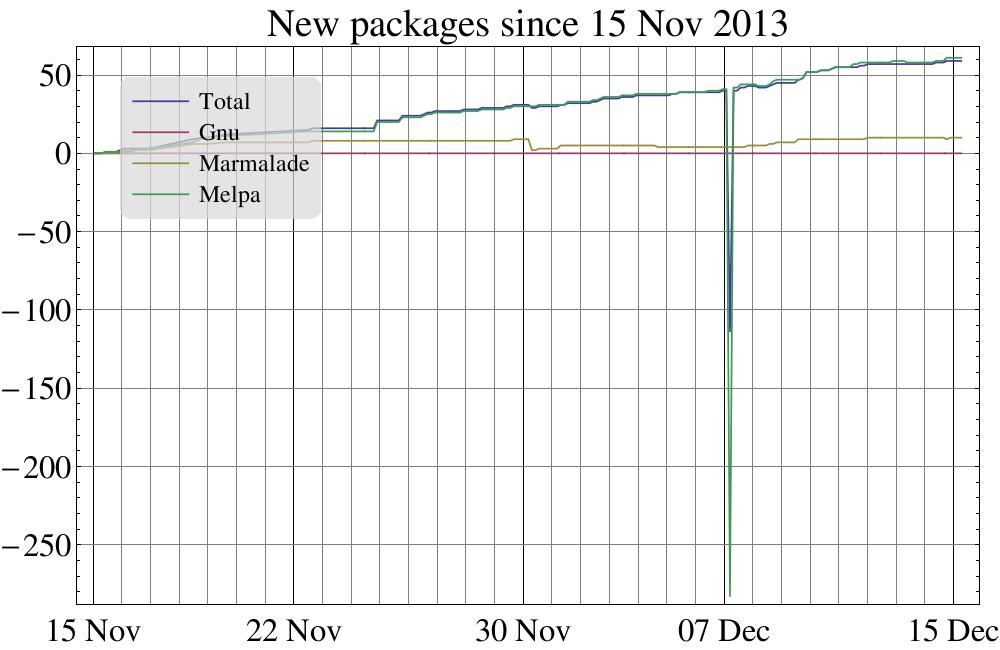 New packages since 15 Nov 2013
50
0
−50
−100
−150
−200
−250
Total
Gnu
Marmalade
Melpa
15 Nov 22 Nov 30 Nov 07 Dec 15 Dec